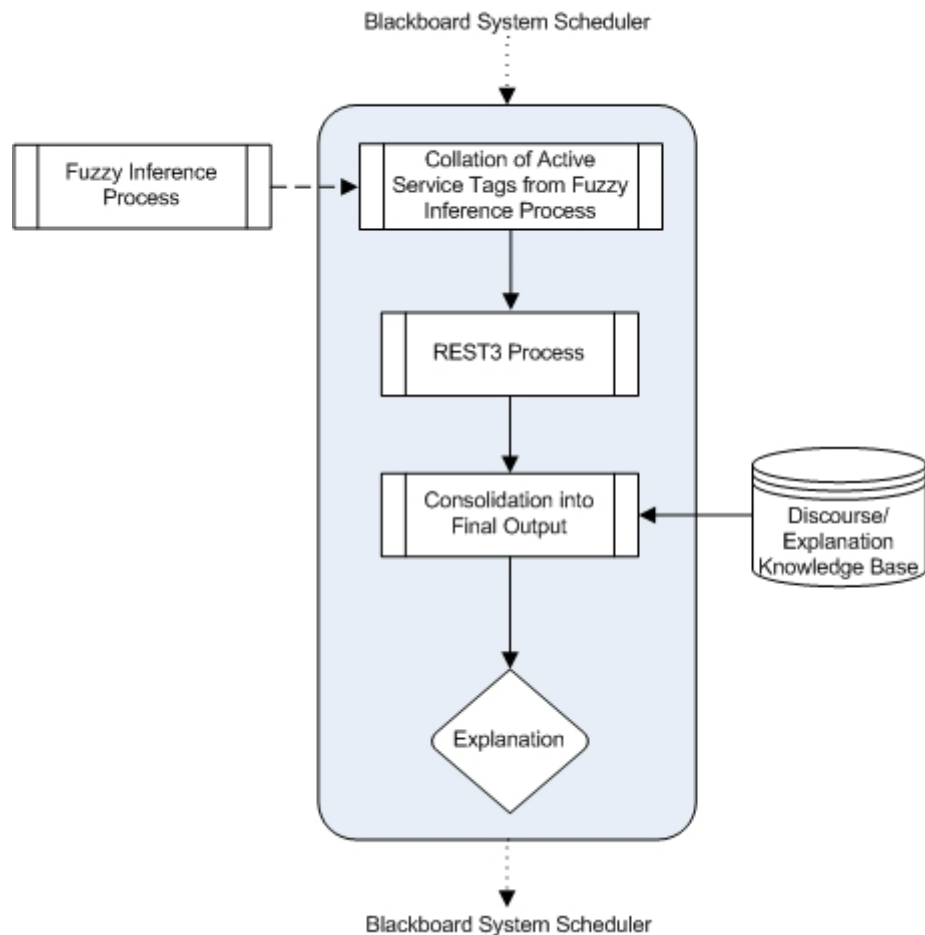 Blackboard System Scheduler
Fuzzy Inference
Process
Collation of Active
Service Tags from Fuzzy
Inference Process
REST3 Process
Consolidation into
Final Output
Discourse/
Explanation
Knowledge Base
Explanation
Blackboard System Scheduler